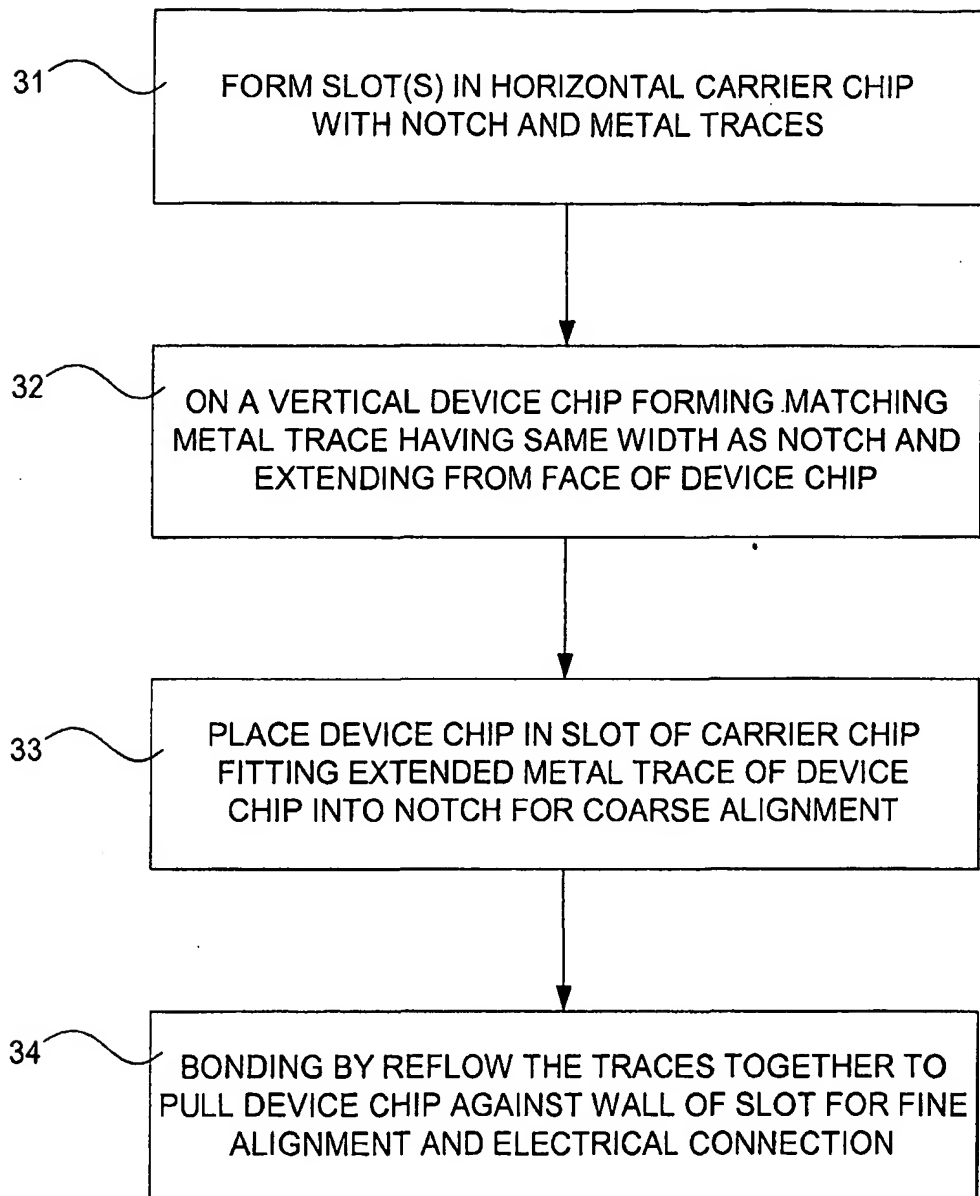 31
FORM SLOT(S) IN HORIZONTAL CARRIER CHIP
WITH NOTCH AND METAL TRACES
32
ON A VERTICAL DEVICE CHIP FORMING MATCHING
METAL TRACE HAVING SAME WIDTH AS NOTCH AND
EXTENDING FROM FACE OF DEVICE CHIP
33
PLACE DEVICE CHIP IN SLOT OF CARRIER CHIP
FITTING EXTENDED METAL TRACE OF DEVICE
CHIP INTO NOTCH FOR COARSE ALIGNMENT
34
BONDING BY REFLOW THE TRACES TOGETHER TO
PULL DEVICE CHIP AGAINST WALL OF SLOT FOR FINE
ALIGNMENT AND ELECTRICAL CONNECTION